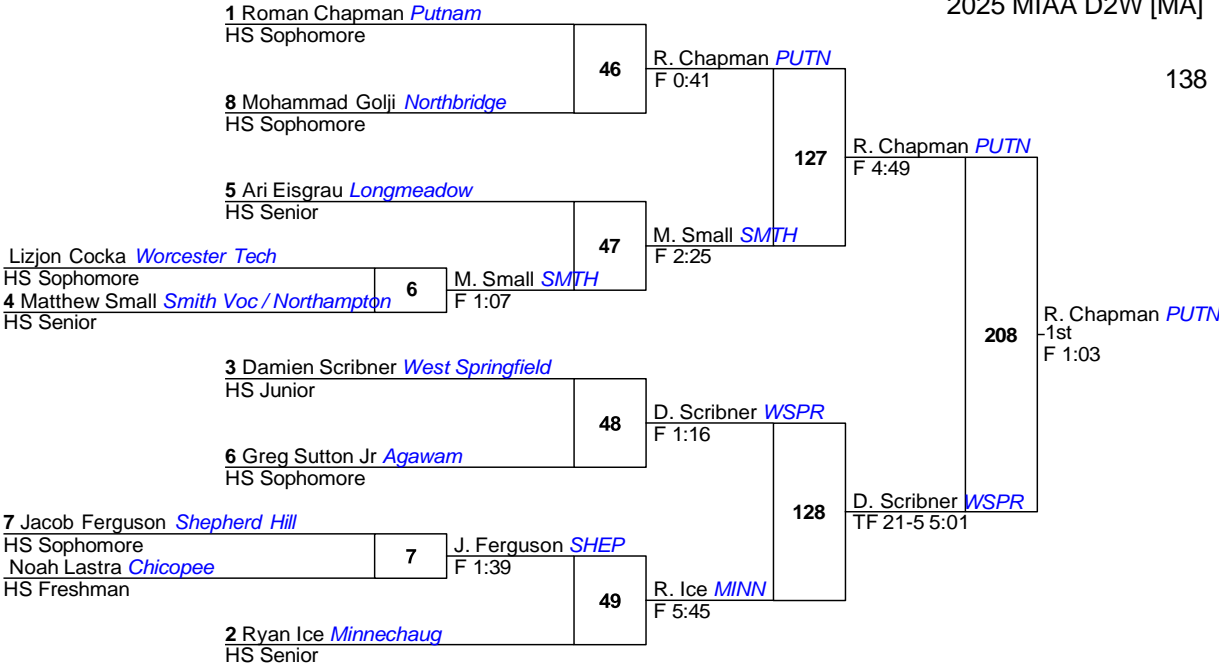 2025 MIAA D2W [MA]
138
1 Roman Chapman Putnam
HS Sophomore
46
8 Mohammad Golji Northbridge
HS Sophomore
R. Chapman PUTN
F 0:41
127
5 Ari Eisgrau Longmeadow
HS Senior
47
Lizjon Cocka Worcester Tech
HS Sophomore
6
4 Matthew Small Smith Voc / Northampton
HS Senior
M. Small SMTH
F 1:07
M. Small SMTH
F 2:25
R. Chapman PUTN
F 4:49
208
3 Damien Scribner West Springfield
HS Junior
48
6 Greg Sutton Jr Agawam
HS Sophomore
D. Scribner WSPR
F 1:16
128
7 Jacob Ferguson Shepherd Hill
HS Sophomore
7
Noah Lastra Chicopee
HS Freshman
J. Ferguson SHEP
F 1:39
49
2 Ryan Ice Minnechaug
HS Senior
R. Ice MINN
F 5:45
D. Scribner WSPR
TF 21-5 5:01
R. Chapman PUTN
1st
F 1:03